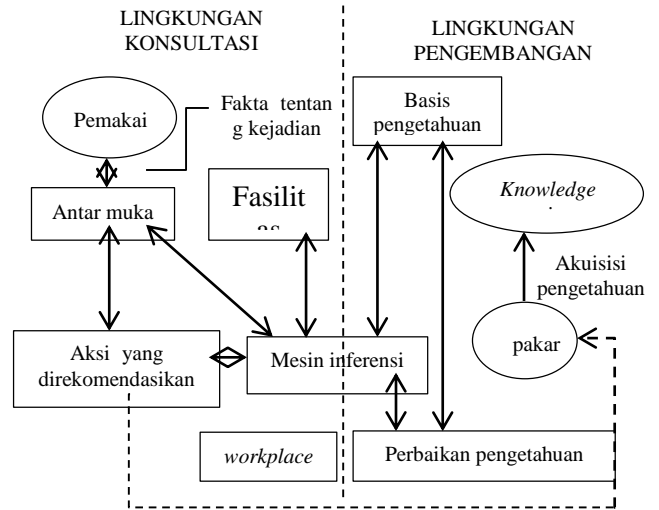 LINGKUNGAN
KONSULTASI
LINGKUNGAN
PENGEMBANGAN
Pemakai
Fakta tentan
g kejadian
Basis
pengetahuan
Antar muka
Fasilit
Knowledge
Akuisisi
pengetahuan
Aksi yang
direkomendasikan
Mesin inferensi
pakar
workplace
Perbaikan pengetahuan